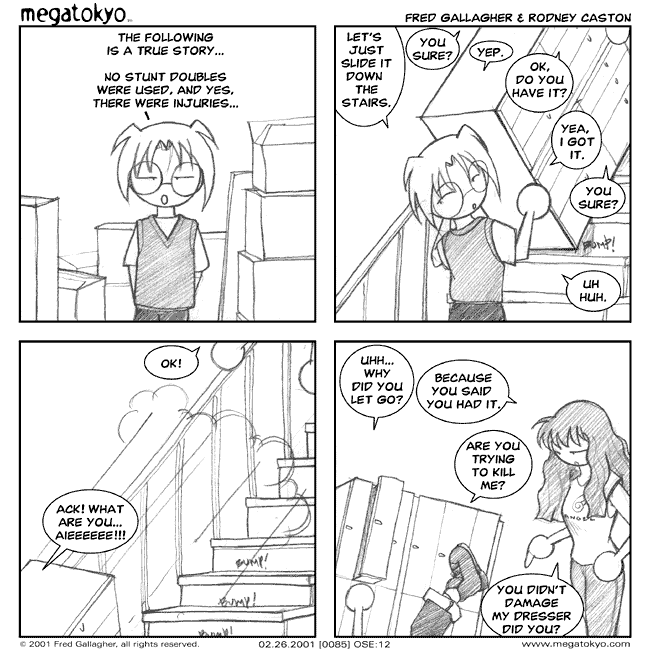 megatokyo
FRED GALLAGHER & RODNEY CASTON
THE FOLLOWING
IS A TRUE STORY...
NO STUNT DOUBLES
WERE USED, AND YES,
THERE WERE INJURIES...
LET'S
JUST
SLIDE IT
DOWN
THE
STAIRS.
YOU
SURE?
YEP.
OK,
DO YOU
HAVE IT?
YEA,
I GOT
IT.
YOU
SURE?
BUMP!
UH
HUH.
OK!
ACK! WHAT
ARE YOU...
AIEEEEEE!!!
BUMP!
BUMP!
BUMP!
UHH...
WHY
DID YOU
LET GO?
BECAUSE
YOU SAID
YOU HAD IT.
ARE YOU
TRYING
TO KILL
ME?
ANGEL
YOU DIDN'T
DAMAGE
MY DRESSER
DID YOU?
© 2001 Fred Gallagher, all rights reserved.
02.26.2001 [0085] OSE:12
www.megatokyo.com